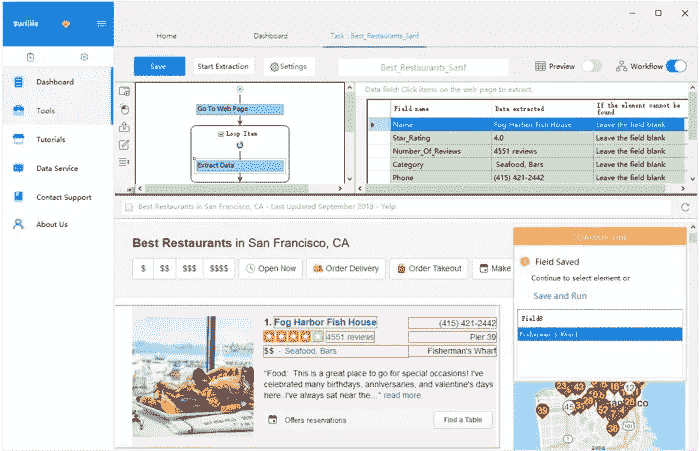 Home
Dashboard
Task : Best_Restaurants_Sanf
Save
Start Extraction
Settings
Best_Restaurants_Sanf
Preview
Workflow
Dashboard
Tools
Tutorials
Data Service
Contact Support
About Us
Go To Web Page
Loop Item
Extract Data
Data field: Click items on the web page to extract.
Field name Data extracted If the element cannot be found
Name Fog Harbor Fish House Leave the field blank
Star_Rating 4.0 Leave the field blank
Number_Of_Reviews 4551 reviews Leave the field blank
Category Seafood, Bars Leave the field blank
Phone (415) 421-2442 Leave the field blank
Best Restaurants in San Francisco, CA - Last Updated September 2018 - Yelp
Best Restaurants in San Francisco, CA
$ $$ $$$ $$$$ Open Now Order Delivery Order Takeout Make
1. Fog Harbor Fish House (415) 421-2442
4551 reviews Pier 39
$$ · Seafood, Bars Fisherman's Wharf
"Food: This is a great place to go for special occasions! I've
celebrated many birthdays, anniversaries, and valentine's days
here. I've always sat near the..." read more
Offers reservations
Find a Table
Field Saved
Continue to select element or
Save and Run
Fields
Fisherman's Wharf